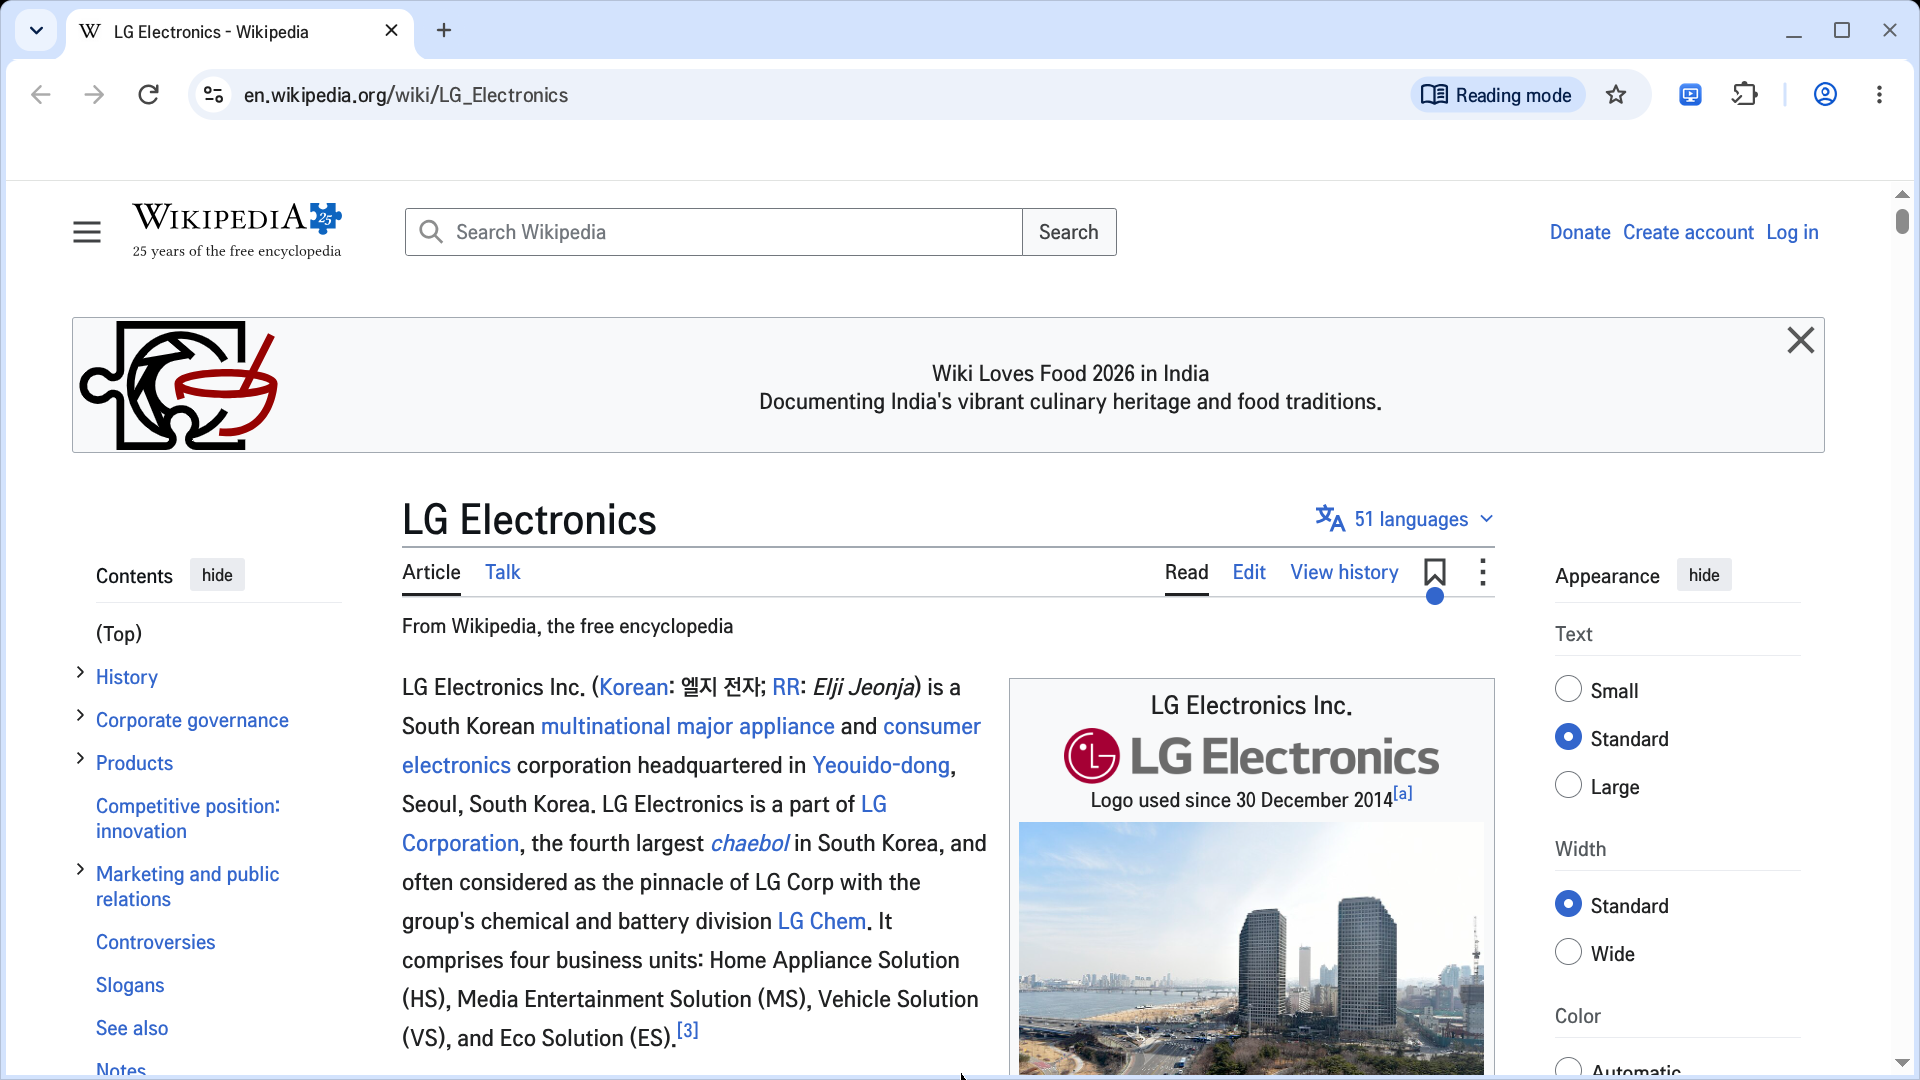 LG Electronics - Wikipedia
en.wikipedia.org/wiki/LG_Electronics
Reading mode
WIKIPEDIA 25
25 years of the free encyclopedia
Search Wikipedia
Search
Donate Create account Log in
Wiki Loves Food 2026 in India
Documenting India's vibrant culinary heritage and food traditions.
LG Electronics
51 languages
Article Talk
Read Edit View history
From Wikipedia, the free encyclopedia
Contents hide
(Top)
History
Corporate governance
Products
Competitive position:
innovation
Marketing and public
relations
Controversies
Slogans
See also
Notes
LG Electronics Inc. (Korean: 엘지 전자; RR: Elji Jeonja) is a
South Korean multinational major appliance and consumer
electronics corporation headquartered in Yeouido-dong,
Seoul, South Korea. LG Electronics is a part of LG
Corporation, the fourth largest chaebol in South Korea, and
often considered as the pinnacle of LG Corp with the
group's chemical and battery division LG Chem. It
comprises four business units: Home Appliance Solution
(HS), Media Entertainment Solution (MS), Vehicle Solution
(VS), and Eco Solution (ES).[3]
LG Electronics Inc.
LG Electronics
Logo used since 30 December 2014[a]
Appearance hide
Text
Small
Standard
Large
Width
Standard
Wide
Color
Automatic